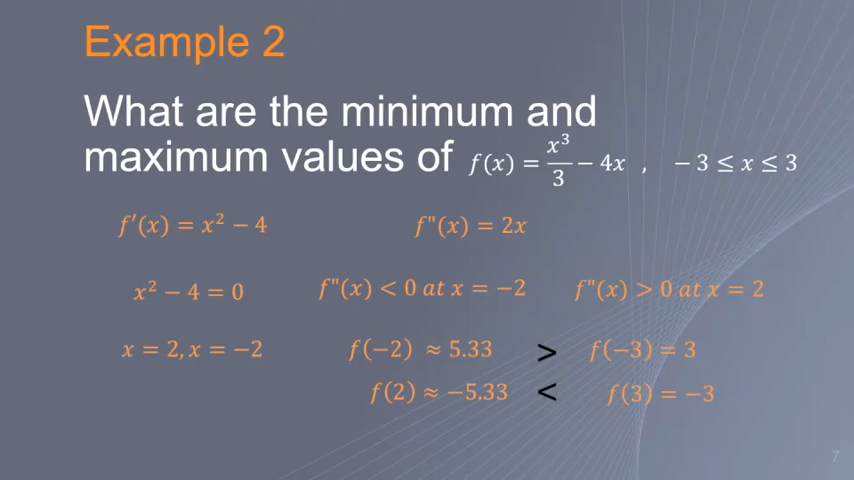 Example 2
What are the minimum and
maximum values of f(x) = x³/3 − 4x , −3 ≤ x ≤ 3
f′(x) = x² − 4 f"(x) = 2x
x² − 4 = 0 f"(x) < 0 at x = −2 f"(x) > 0 at x = 2
x = 2, x = −2 f(−2) ≈ 5.33 > f(−3) = 3
f(2) ≈ −5.33 < f(3) = −3
7